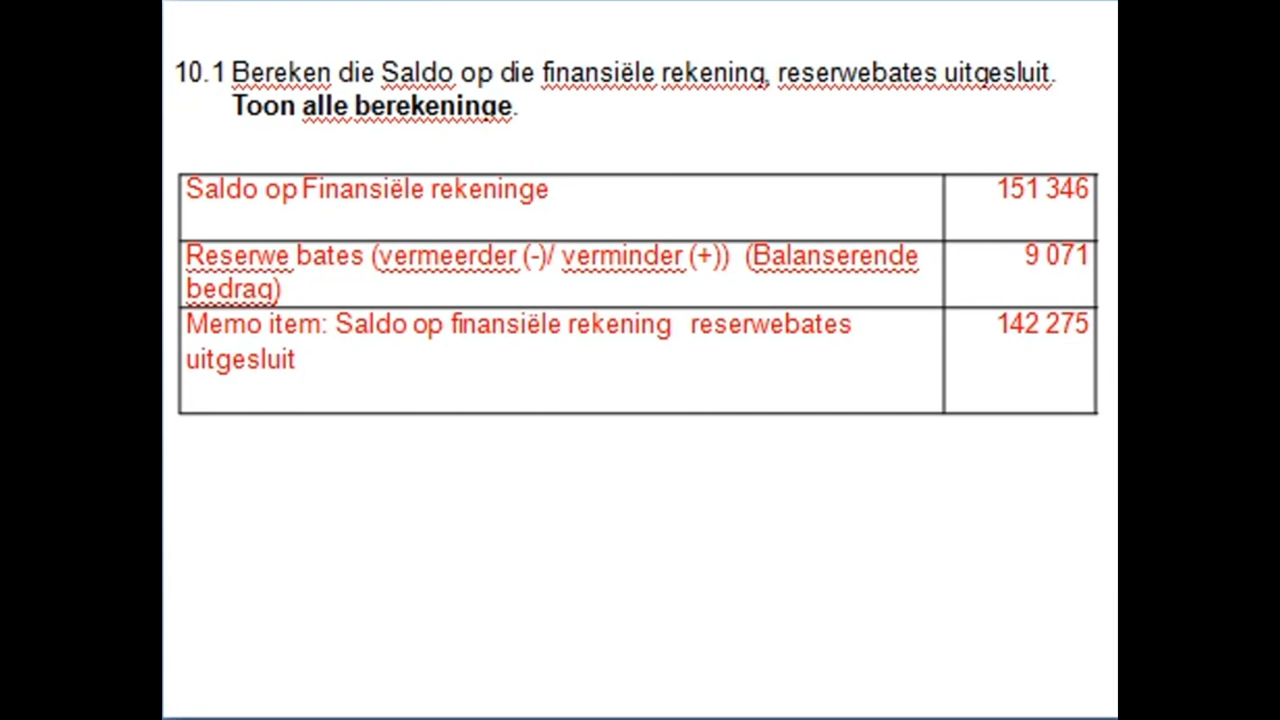 10.1 Bereken die Saldo op die finansiële rekening, reserwebates uitgesluit.
Toon alle berekeninge.
Saldo op Finansiële rekeninge 151 346
Reserwe bates (vermeerder (-)/ verminder (+)) (Balanserende 9 071
bedrag)
Memo item: Saldo op finansiële rekening reserwebates 142 275
uitgesluit